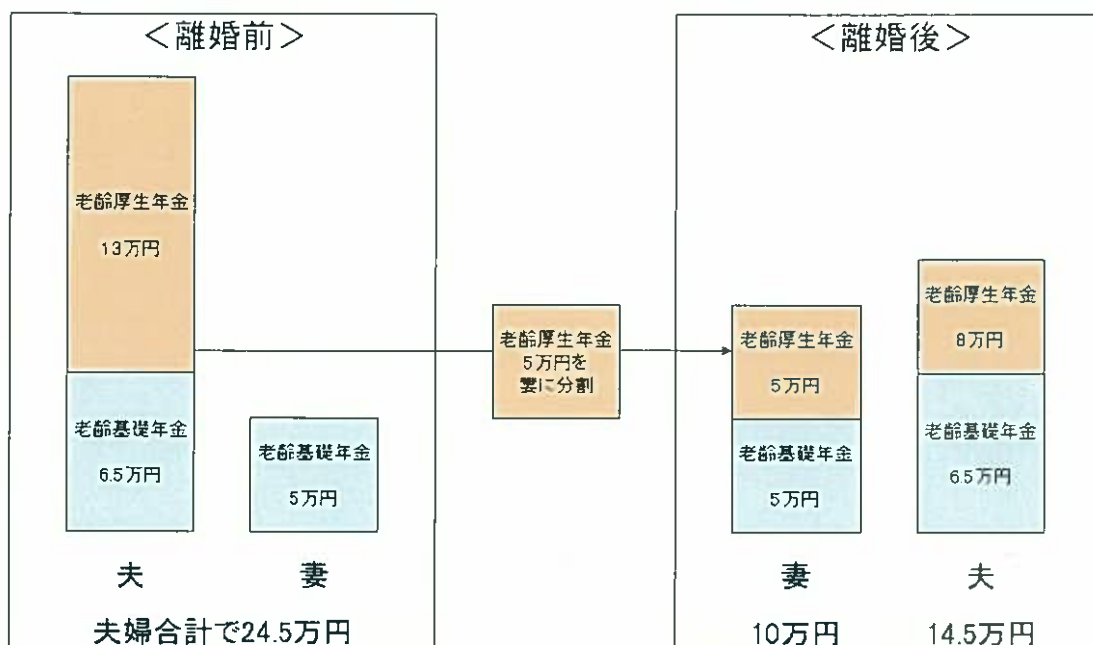 <離婚前>
老齢厚生年金
13万円
老齢基礎年金
6.5万円
老齢基礎年金
5万円
夫
妻
夫婦合計で24.5万円
老齢厚生年金
5万円を
妻に分割
<離婚後>
老齢厚生年金
5万円
老齢基礎年金
5万円
老齢厚生年金
8万円
老齢基礎年金
6.5万円
妻
夫
10万円
14.5万円